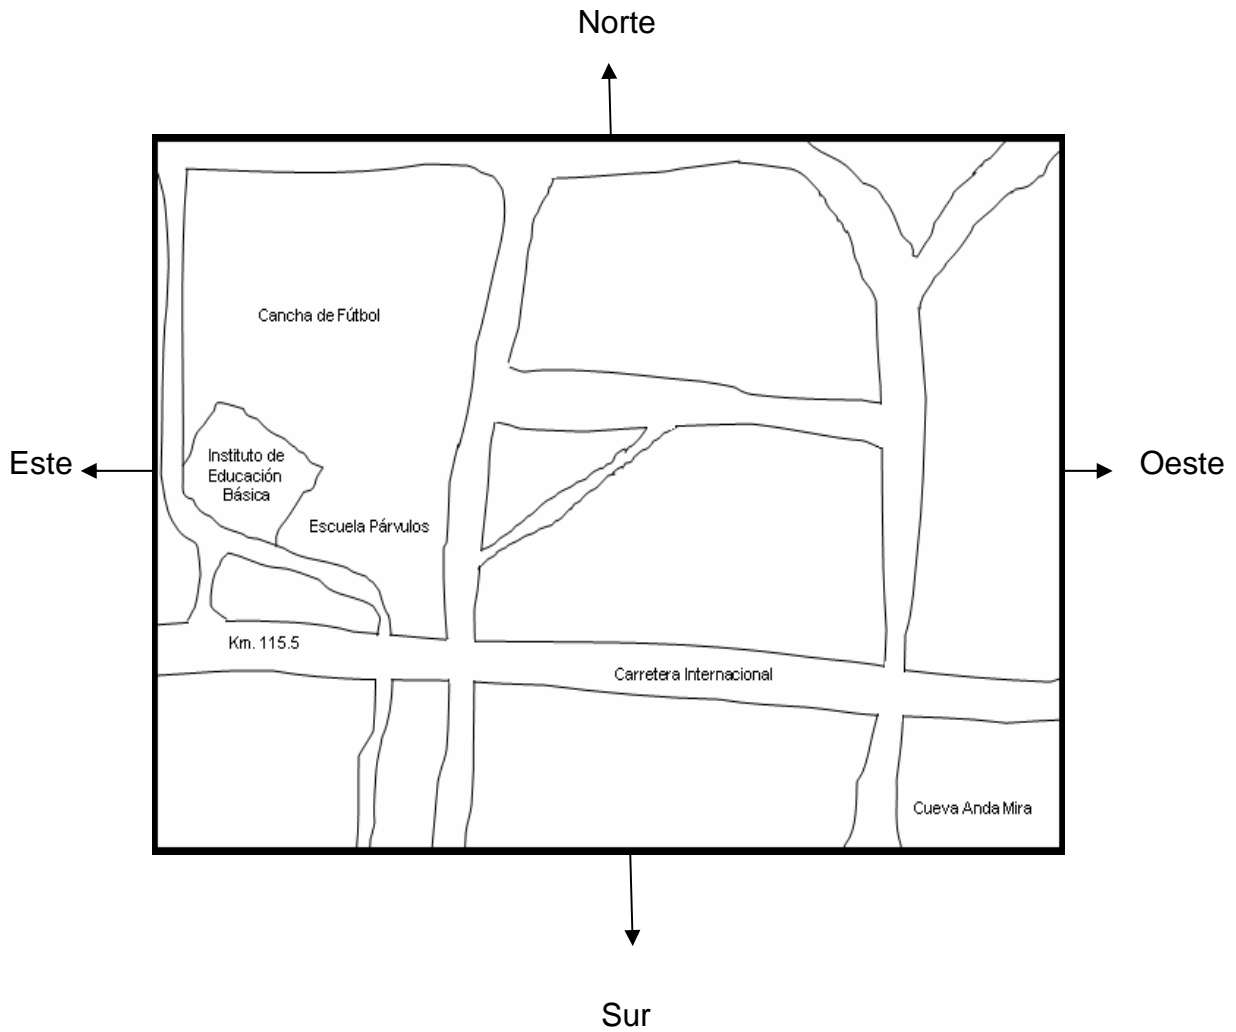 Norte
Cancha de Fútbol
Este
Instituto de
Educación
Básica
Oeste
Escuela Párvulos
Km. 115.5
Carretera Internacional
Cueva Anda Mira
Sur